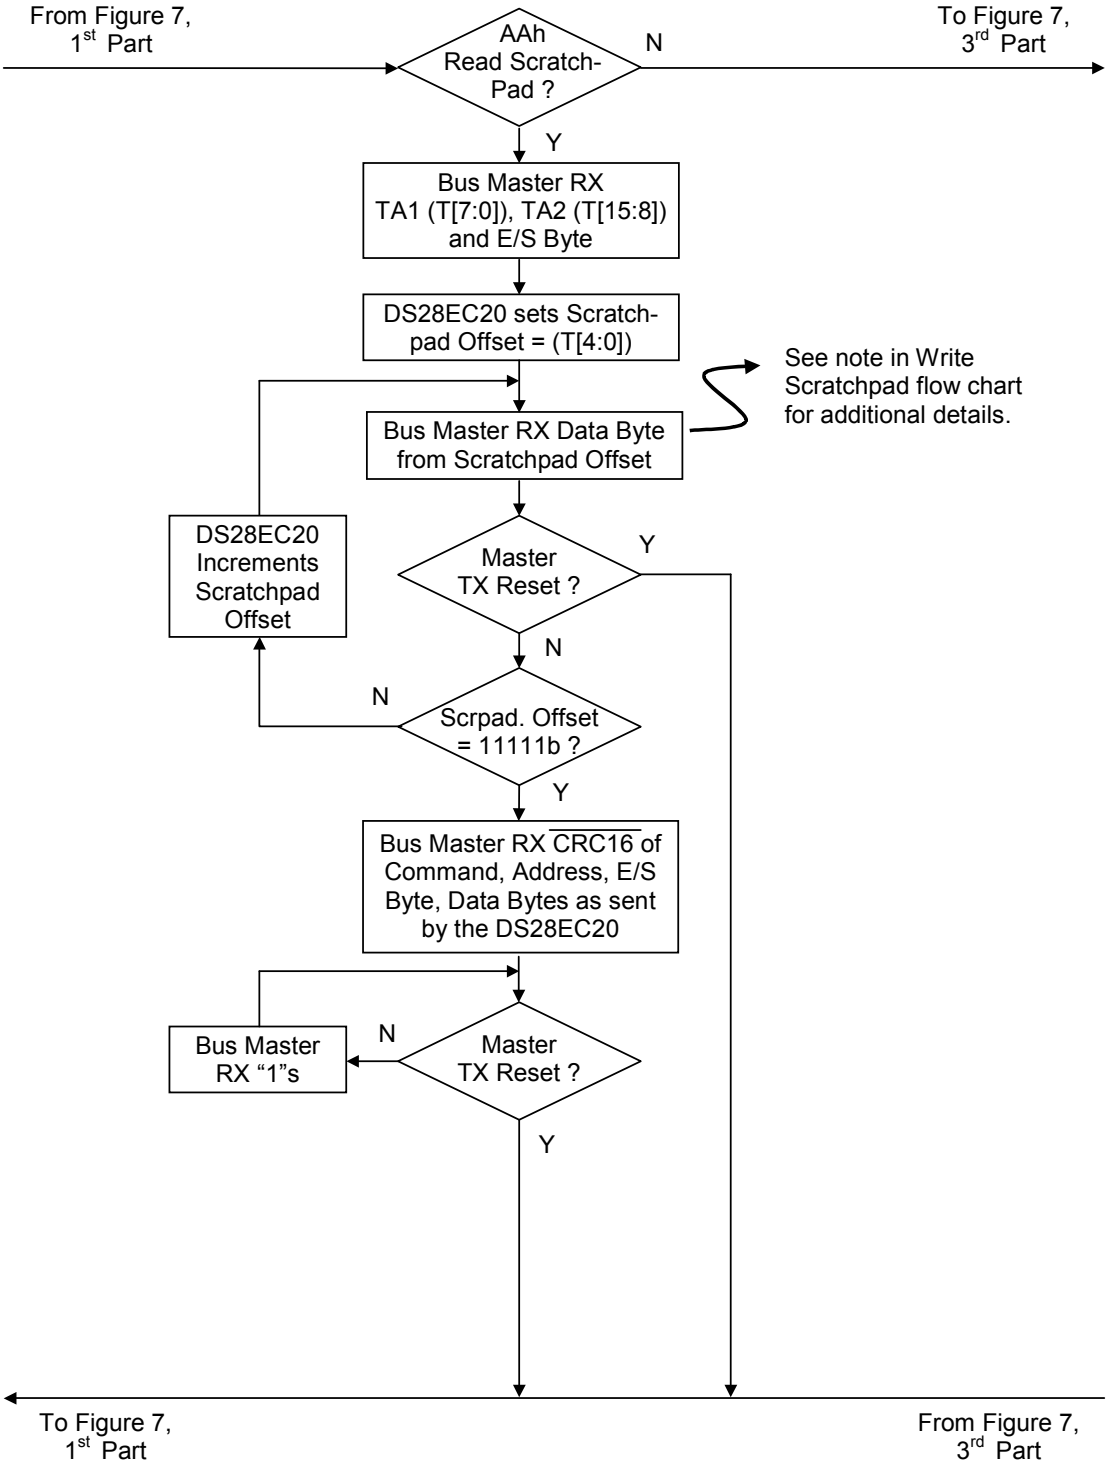 From Figure 7,
1st Part
To Figure 7,
3rd Part
AAh
Read Scratch-
Pad ?
N
Y
Bus Master RX
TA1 (T[7:0]), TA2 (T[15:8])
and E/S Byte
DS28EC20 sets Scratch-
pad Offset = (T[4:0])
See note in Write
Scratchpad flow chart
for additional details.
Bus Master RX Data Byte
from Scratchpad Offset
DS28EC20
Increments
Scratchpad
Offset
Master
TX Reset ?
Y
N
Scrpad. Offset
= 11111b ?
N
Y
Bus Master RX CRC16 of
Command, Address, E/S
Byte, Data Bytes as sent
by the DS28EC20
Bus Master
RX “1”s
N
Master
TX Reset ?
Y
To Figure 7,
1st Part
From Figure 7,
3rd Part